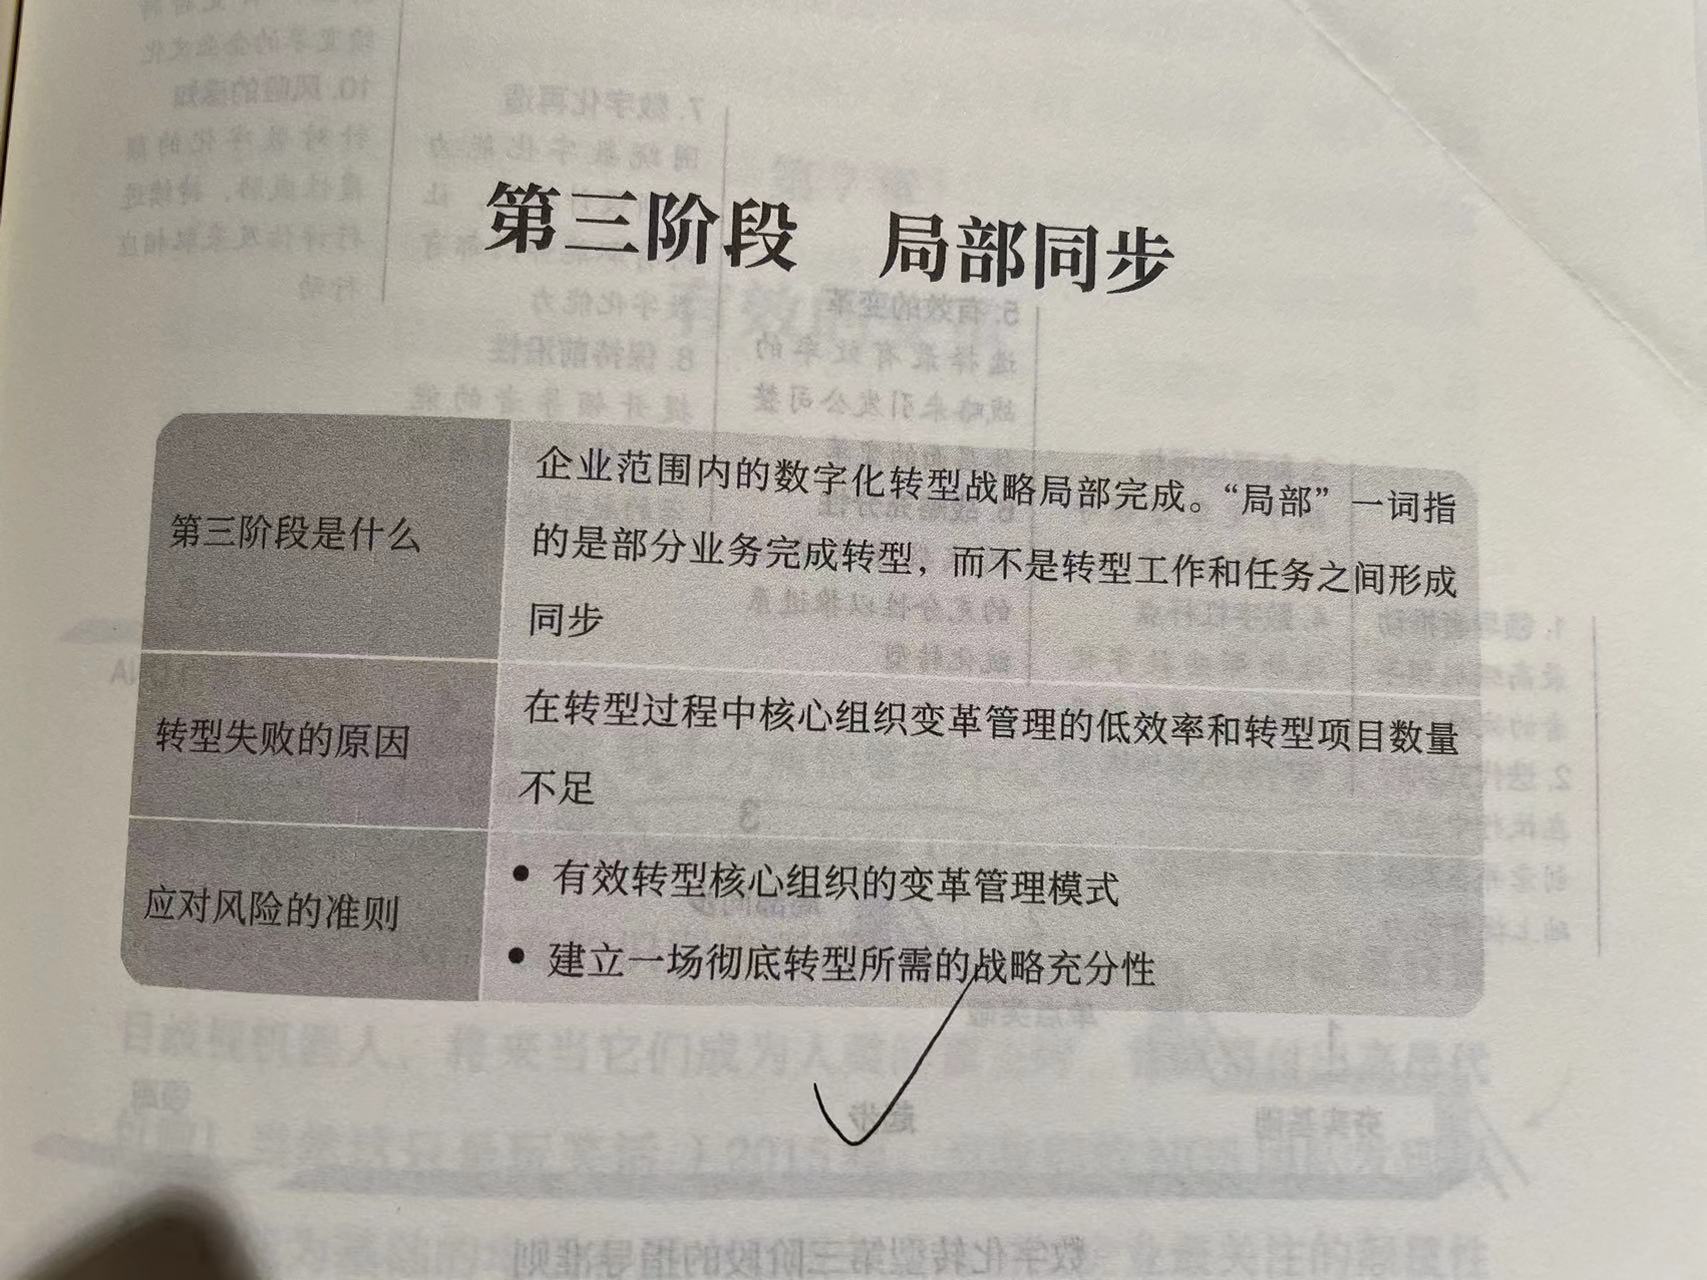 第三阶段 局部同步
第三阶段是什么
企业范围内的数字化转型战略局部完成。“局部”一词指
的是部分业务完成转型，而不是转型工作和任务之间形成
同步
转型失败的原因
在转型过程中核心组织变革管理的低效率和转型项目数量
不足
应对风险的准则
• 有效转型核心组织的变革管理模式
• 建立一场彻底转型所需的战略充分性